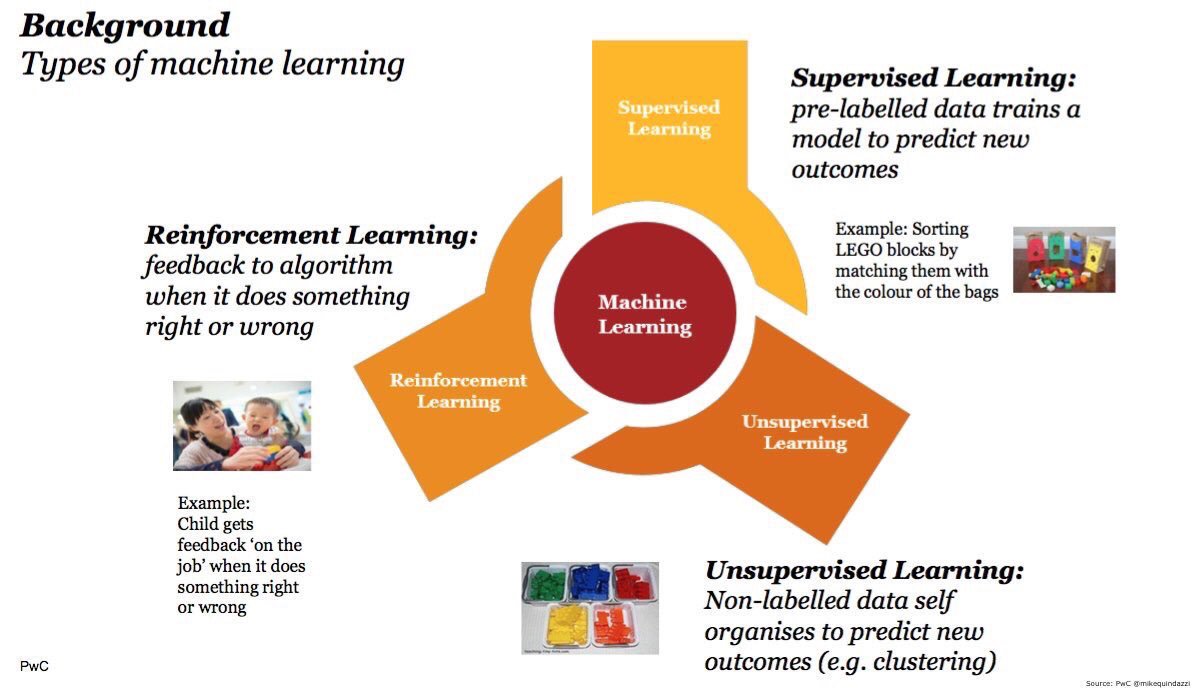 Background
Types of machine learning
Supervised
Learning
Supervised Learning:
pre-labelled data trains a
model to predict new
outcomes
Example: Sorting
LEGO blocks by
matching them with
the colour of the bags
Reinforcement Learning:
feedback to algorithm
when it does something
right or wrong
Machine
Learning
Reinforcement
Learning
Unsupervised
Learning
Example:
Child gets
feedback ‘on the
job’ when it does
something right
or wrong
Unsupervised Learning:
Non-labelled data self
organises to predict new
outcomes (e.g. clustering)
PwC
Source: PwC @mikequindazzi